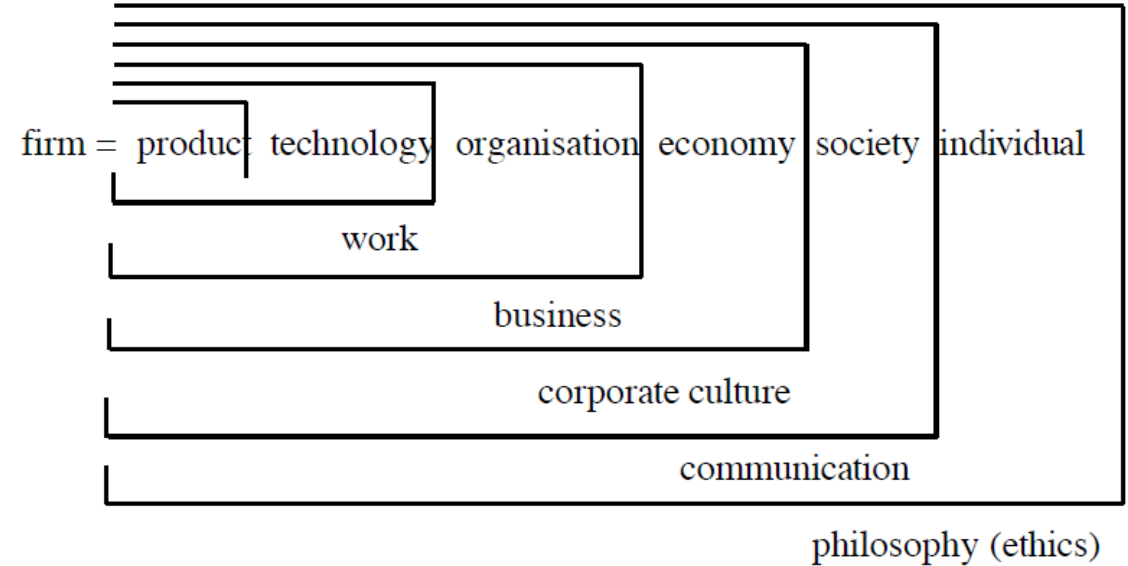 firm = product technology organisation economy society individual
work
business
corporate culture
communication
philosophy (ethics)